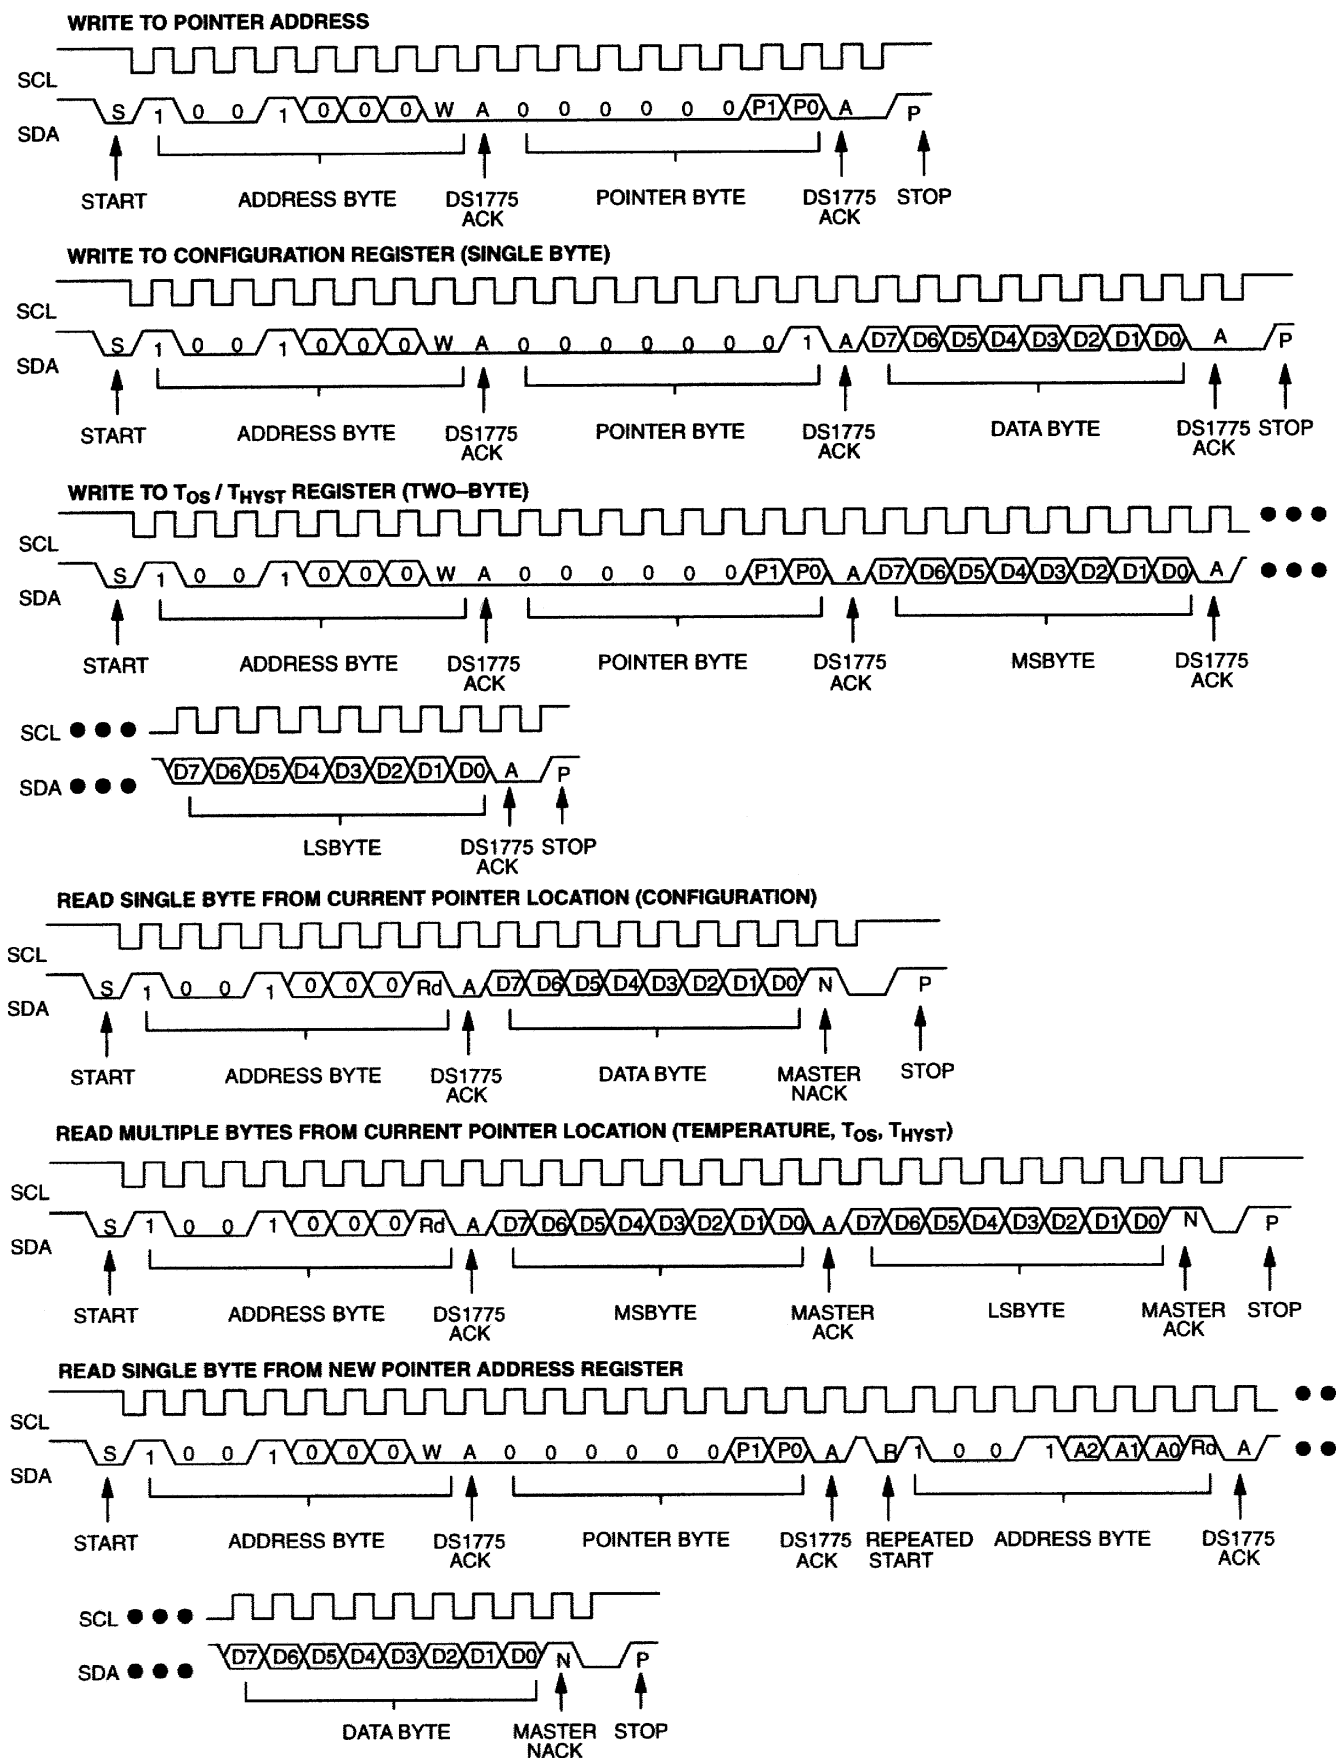 WRITE TO POINTER ADDRESS
SCL
SDA S 1 0 0 1 0 0 0 W A 0 0 0 0 0 0 P1 P0 A P
START ADDRESS BYTE DS1775 ACK POINTER BYTE DS1775 ACK STOP
WRITE TO CONFIGURATION REGISTER (SINGLE BYTE)
SCL
SDA S 1 0 0 1 0 0 0 W A 0 0 0 0 0 0 0 1 A D7 D6 D5 D4 D3 D2 D1 D0 A P
START ADDRESS BYTE DS1775 ACK POINTER BYTE DS1775 ACK DATA BYTE DS1775 ACK STOP
WRITE TO TOS / THYST REGISTER (TWO–BYTE)
SCL
SDA S 1 0 0 1 0 0 0 W A 0 0 0 0 0 0 P1 P0 A D7 D6 D5 D4 D3 D2 D1 D0 A
START ADDRESS BYTE DS1775 ACK POINTER BYTE DS1775 ACK MSBYTE DS1775 ACK
SCL
SDA D7 D6 D5 D4 D3 D2 D1 D0 A P
LSBYTE DS1775 ACK STOP
READ SINGLE BYTE FROM CURRENT POINTER LOCATION (CONFIGURATION)
SCL
SDA S 1 0 0 1 0 0 0 Rd A D7 D6 D5 D4 D3 D2 D1 D0 N P
START ADDRESS BYTE DS1775 ACK DATA BYTE MASTER NACK STOP
READ MULTIPLE BYTES FROM CURRENT POINTER LOCATION (TEMPERATURE, TOS, THYST)
SCL
SDA S 1 0 0 1 0 0 0 Rd A D7 D6 D5 D4 D3 D2 D1 D0 A D7 D6 D5 D4 D3 D2 D1 D0 N P
START ADDRESS BYTE DS1775 ACK MSBYTE MASTER ACK LSBYTE MASTER ACK STOP
READ SINGLE BYTE FROM NEW POINTER ADDRESS REGISTER
SCL
SDA S 1 0 0 1 0 0 0 W A 0 0 0 0 0 0 P1 P0 A R 1 0 0 1 A2 A1 A0 Rd A
START ADDRESS BYTE DS1775 ACK POINTER BYTE DS1775 ACK REPEATED START ADDRESS BYTE DS1775 ACK
SCL
SDA D7 D6 D5 D4 D3 D2 D1 D0 N P
DATA BYTE MASTER NACK STOP